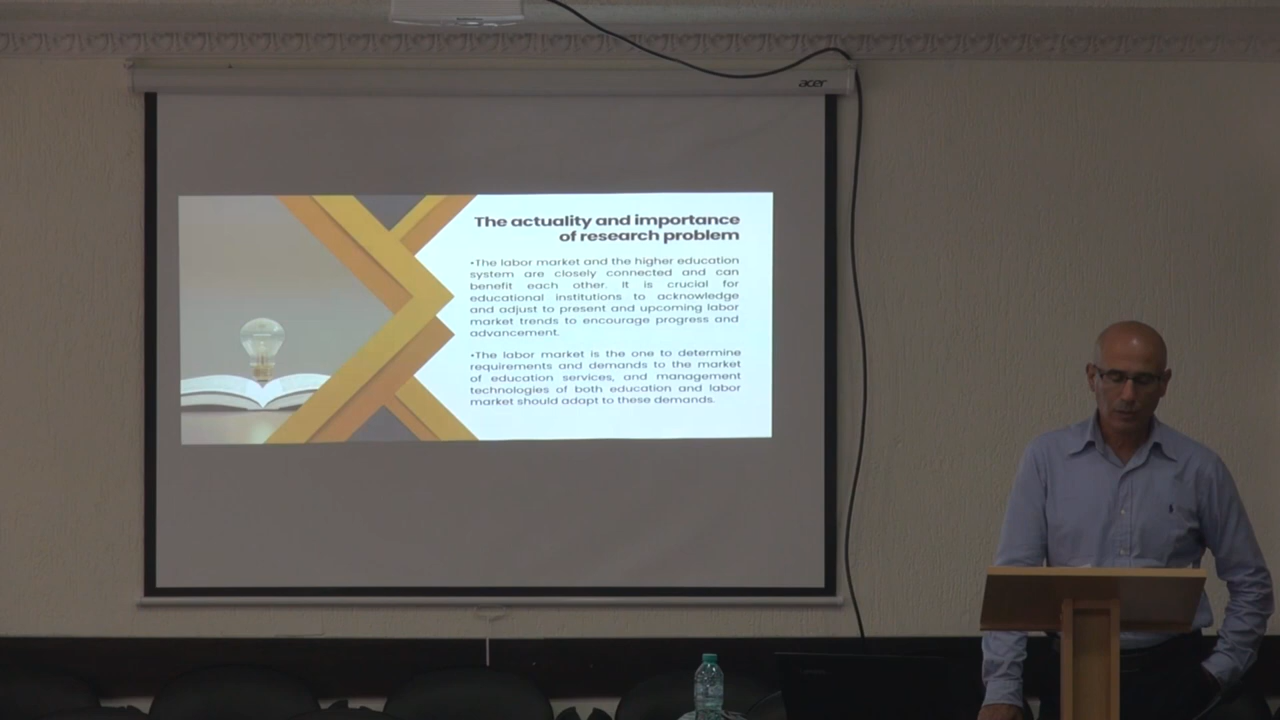 acer
The actuality and importance
of research problem
•The labor market and the higher education
system are closely connected and can
benefit each other. It is crucial for
educational institutions to acknowledge
and adjust to present and upcoming labor
market trends to encourage progress and
advancement.
•The labor market is the one to determine
requirements and demands to the market
of education services, and management
technologies of both education and labor
market should adapt to these demands.